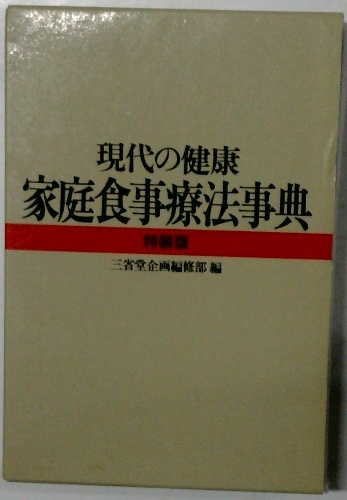 現代の健康
家庭食事療法事典
特装版
三省堂企画編修部 編